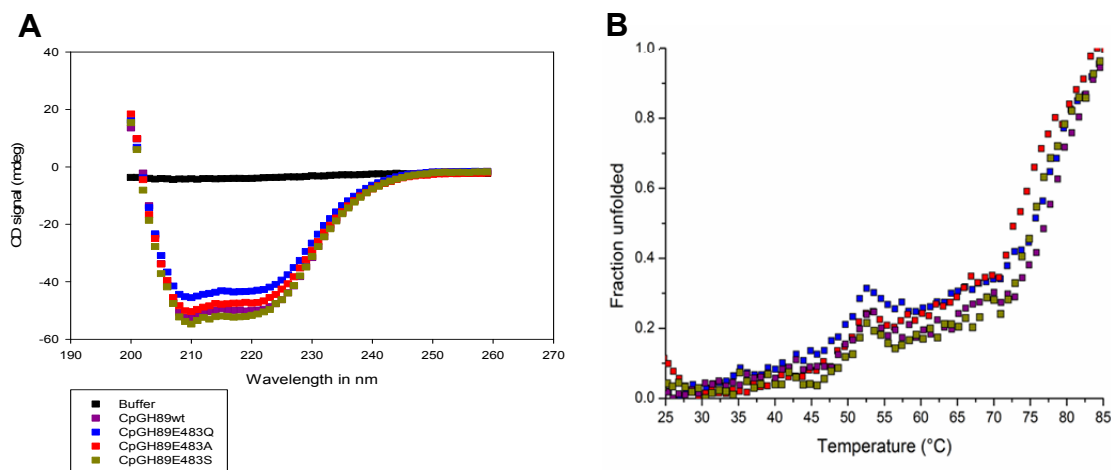 A
B
40
20
0
-20
-40
-60
CD signal (mdeg)
190 200 210 220 230 240 250 260 270
Wavelength in nm
Buffer
CpGH89wt
CpGH89E483Q
CpGH89E483A
CpGH89E483S
1.0
0.8
0.6
0.4
0.2
0.0
Fraction unfolded
25 30 35 40 45 50 55 60 65 70 75 80 85
Temperature (°C)